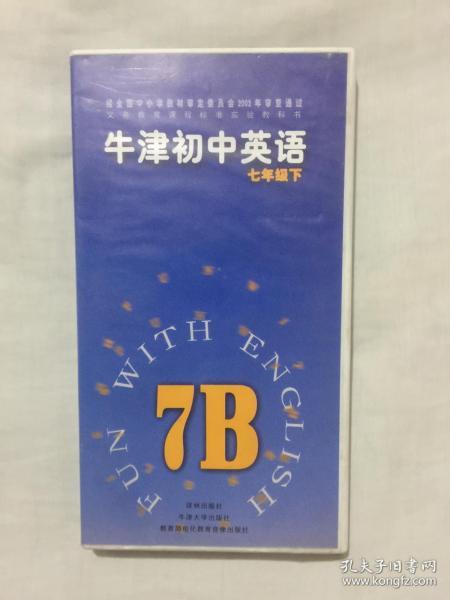 经全国中小学教材审定委员会2002年审查通过
义务教育课程标准实验教科书
牛津初中英语
七年级下
FUN WITH ENGLISH
7B
译林出版社
牛津大学出版社
孔夫子旧书网
book.kongfz.com